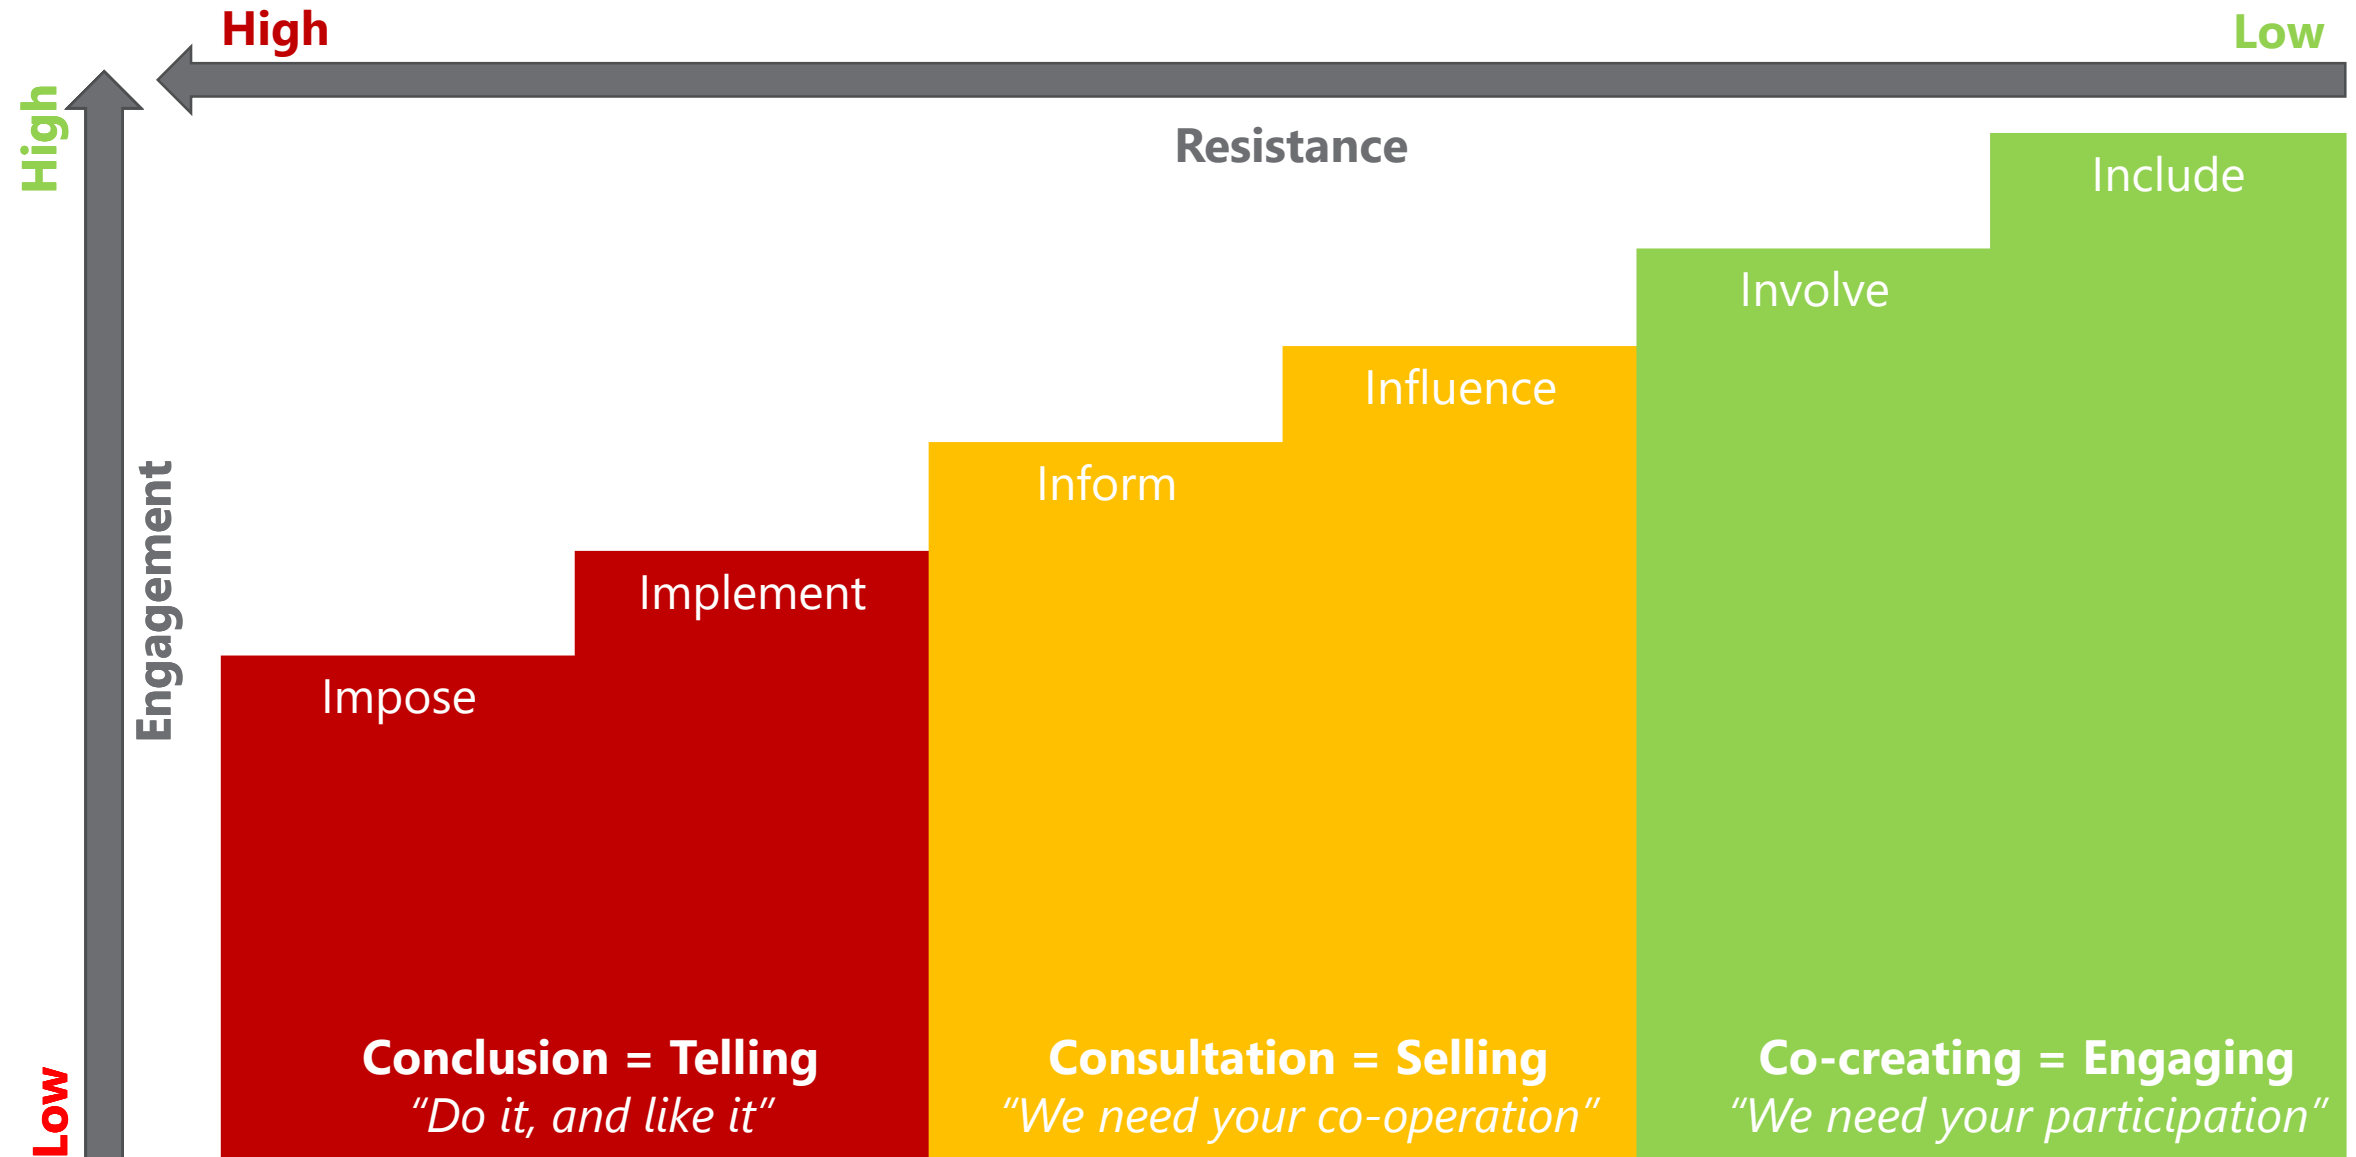 High
Low
High
Resistance
Include
Involve
Influence
Inform
Engagement
Implement
Impose
Conclusion = Telling
“Do it, and like it”
Consultation = Selling
“We need your co-operation”
Co-creating = Engaging
“We need your participation”
Low